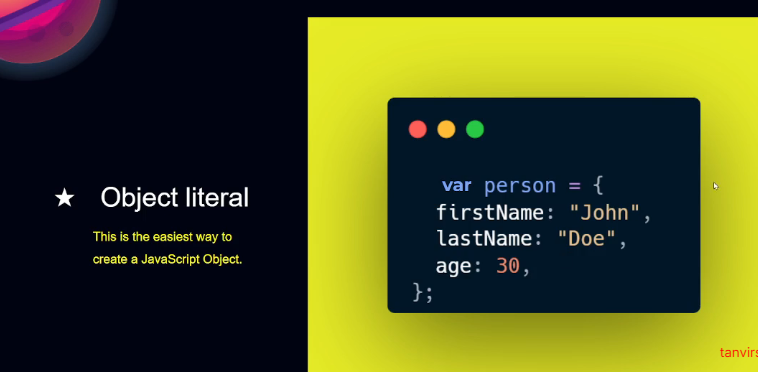 ★ Object literal
This is the easiest way to
create a JavaScript Object.
var person = {
firstName: "John",
lastName: "Doe",
age: 30,
};
tanvirs